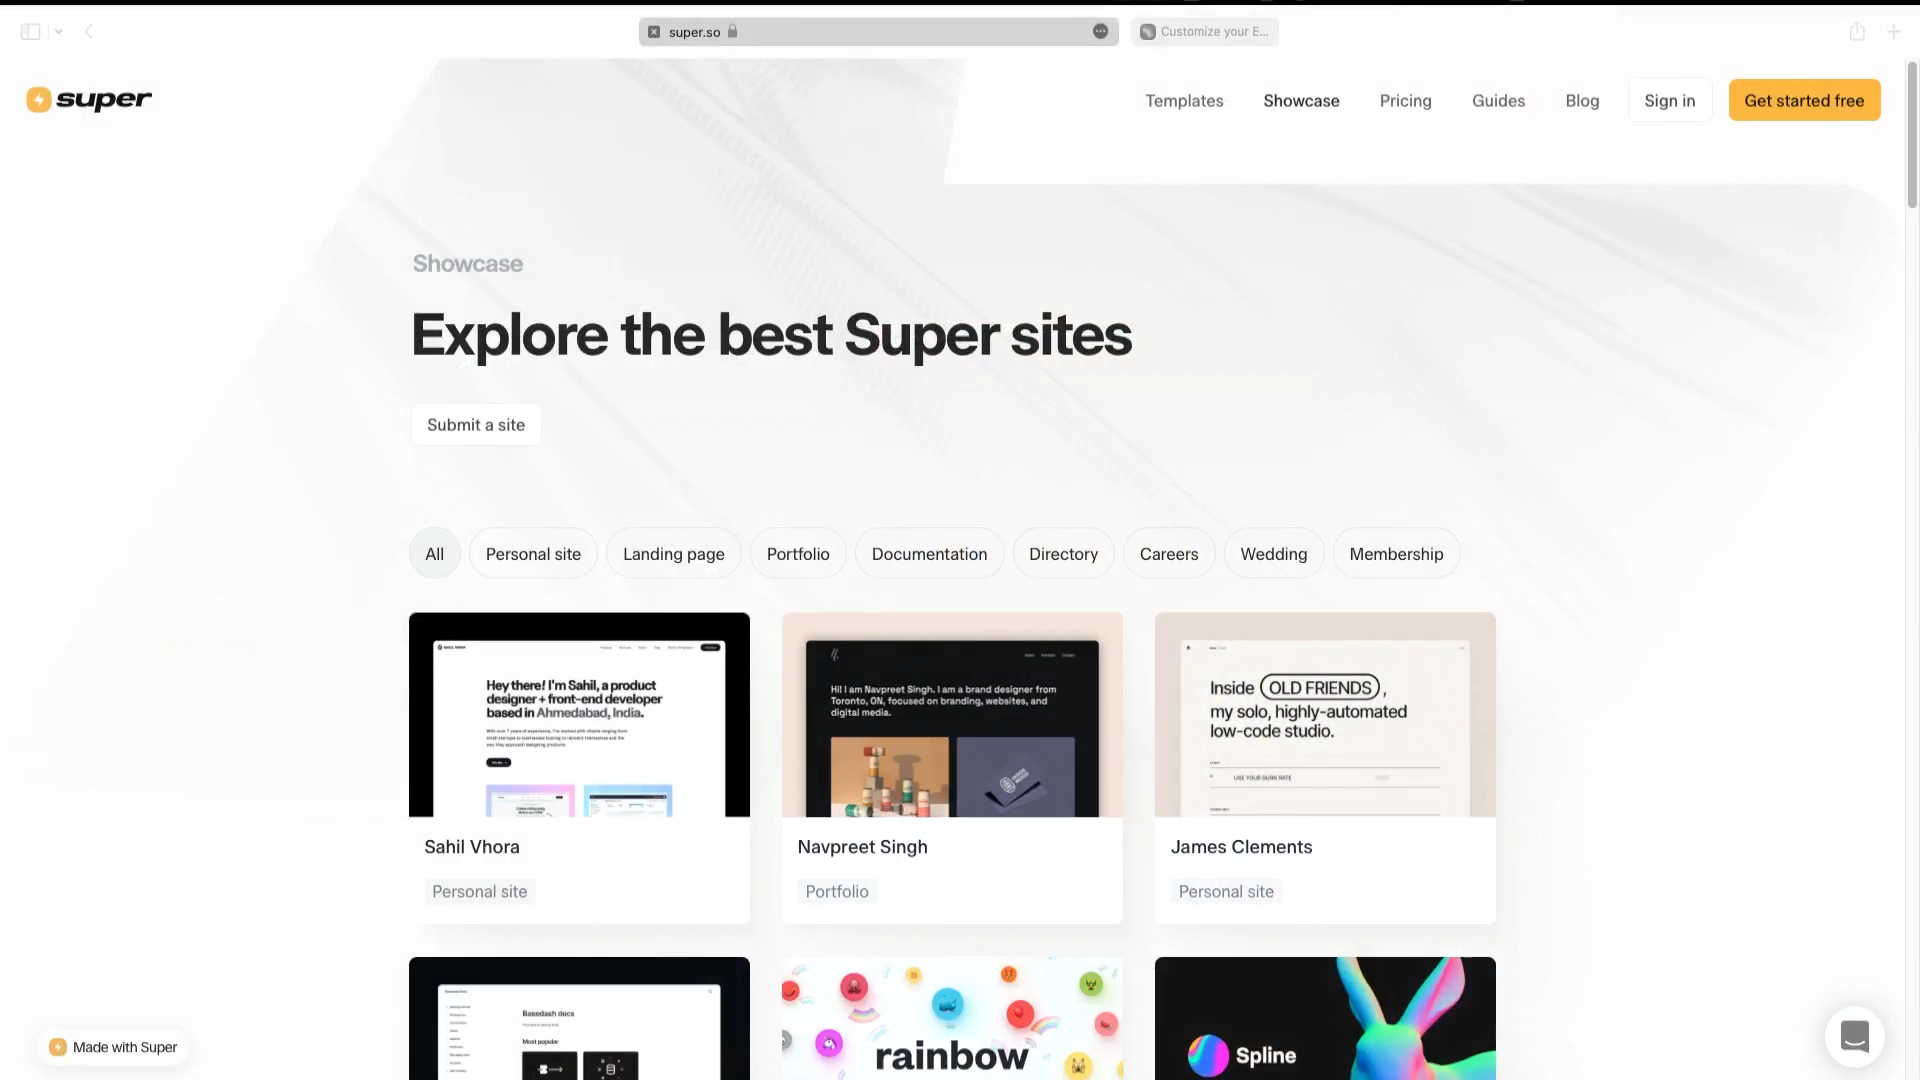 super.so
Customize your E...
super
Templates
Showcase
Pricing
Guides
Blog
Sign in
Get started free
Showcase
Explore the best Super sites
Submit a site
All
Personal site
Landing page
Portfolio
Documentation
Directory
Careers
Wedding
Membership
Hey there! I'm Sahil, a product
designer + front-end developer
based in Ahmedabad, India.
Hi! I am Navpreet Singh. I am a brand designer from
Toronto, ON, focused on branding, websites, and
digital media.
Inside OLD FRIENDS,
my solo, highly-automated
low-code studio.
USE YOUR BURN RATE
Sahil Vhora
Personal site
Navpreet Singh
Portfolio
James Clements
Personal site
Basedash docs
Most popular
rainbow
Spline
Made with Super